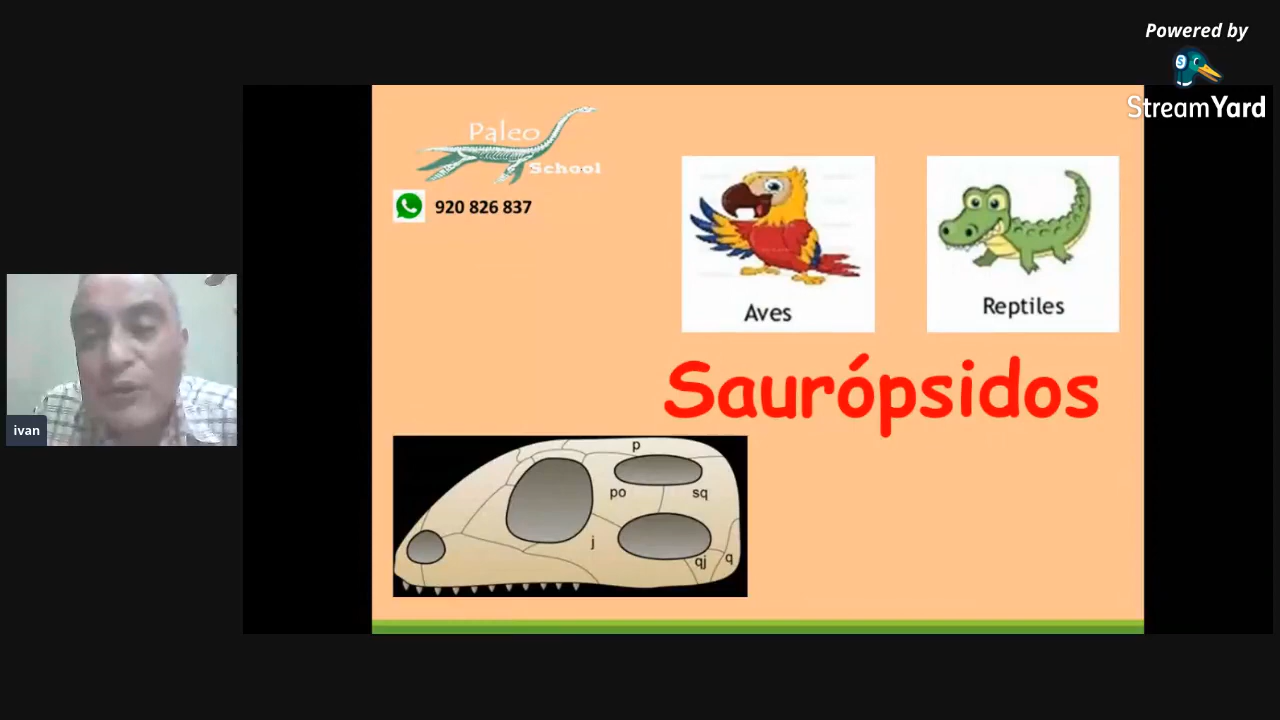 Powered by
StreamYard
Paleo
School
920 826 837
Aves
Reptiles
Saurópsidos
p
po
sq
j
qj
q
ivan